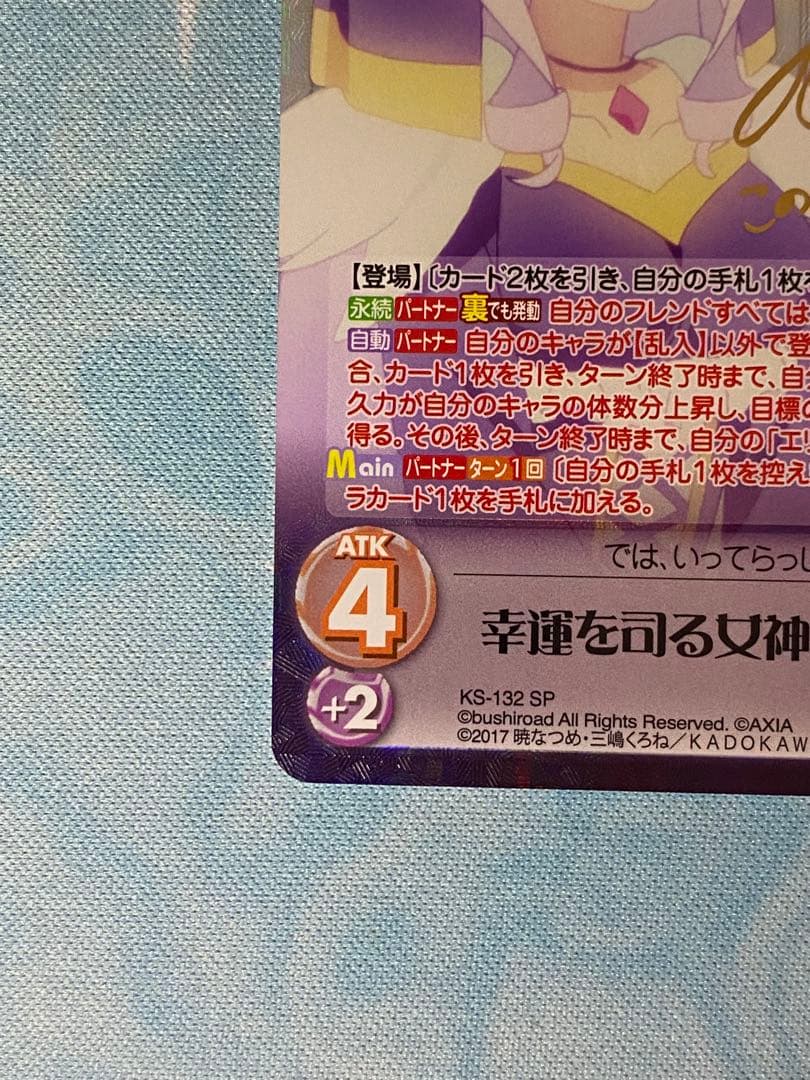 この
【登場】〔カード2枚を引き、自分の手札1枚を
永続 パートナー 裏でも発動 自分のフレンドすべては
自動 パートナー 自分のキャラが【乱入】以外で登
合、カード1枚を引き、ターン終了時まで、自
久力が自分のキャラの体数分上昇し、目標の
得る。その後、ターン終了時まで、自分の「エ
Main パートナー ターン1回 〔自分の手札1枚を控え
ラカード1枚を手札に加える。
ATK
4
では、いってらっし
幸運を司る女神
+2
KS-132 SP
©bushiroad All Rights Reserved. ©AXIA
©2017 暁なつめ・三嶋くろね／KADOKAW